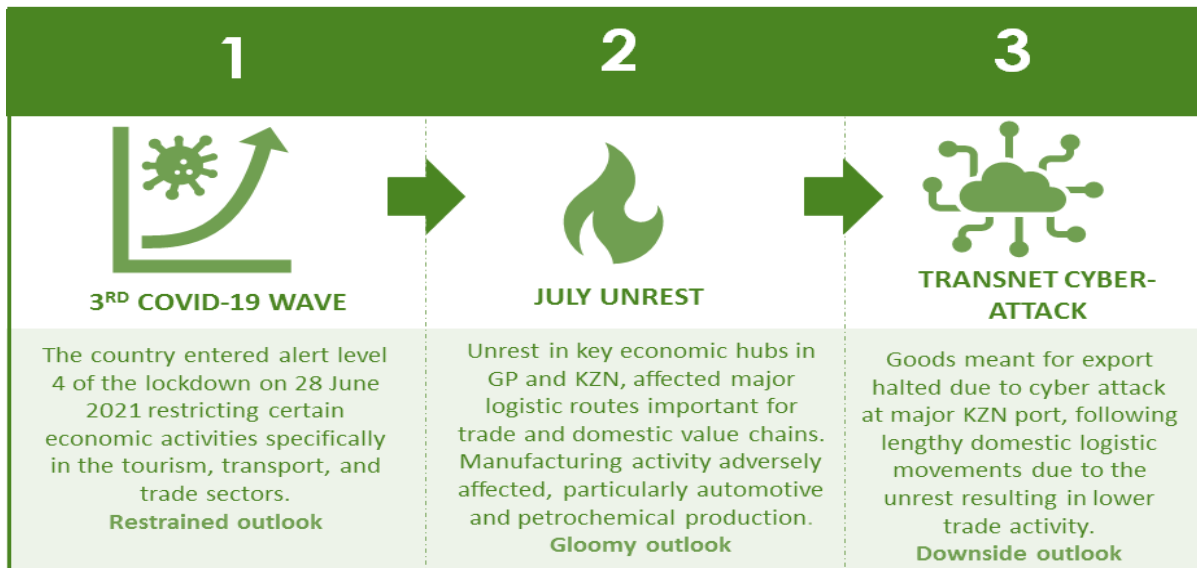 1
2
3
3RD COVID-19 WAVE
The country entered alert level
4 of the lockdown on 28 June
2021 restricting certain
economic activities specifically
in the tourism, transport, and
trade sectors.
Restrained outlook
JULY UNREST
Unrest in key economic hubs in
GP and KZN, affected major
logistic routes important for
trade and domestic value chains.
Manufacturing activity adversely
affected, particularly automotive
and petrochemical production.
Gloomy outlook
TRANSNET CYBER-
ATTACK
Goods meant for export
halted due to cyber attack
at major KZN port, following
lengthy domestic logistic
movements due to the
unrest resulting in lower
trade activity.
Downside outlook